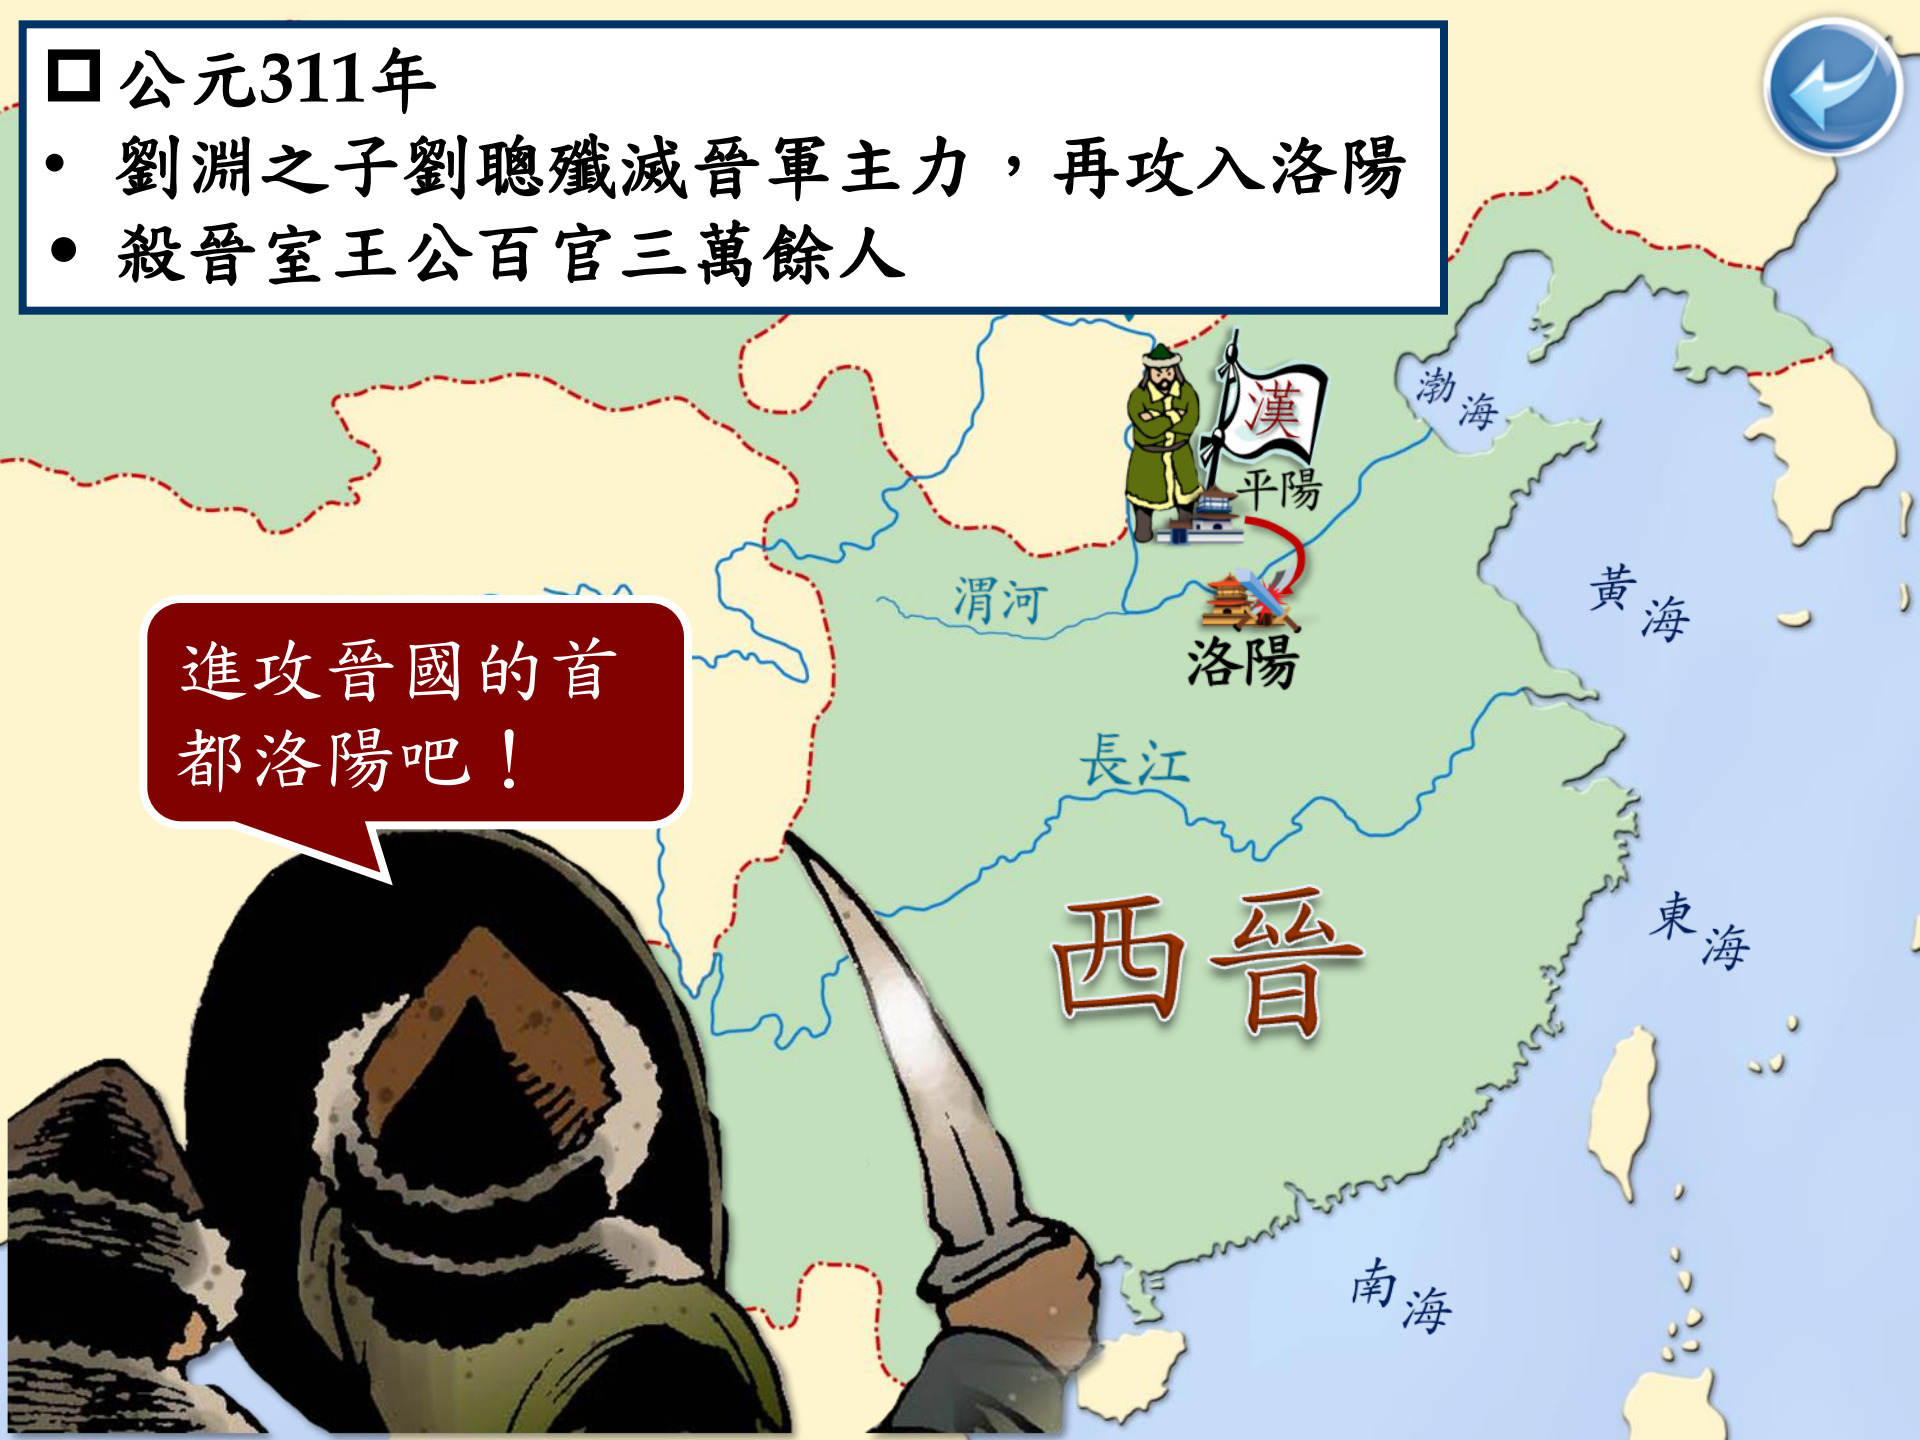 公元311年
• 劉淵之子劉聰殲滅晉軍主力，再攻入洛陽
• 殺晉室王公百官三萬餘人
漢
平陽
渤海
渭河
洛陽
黃海
進攻晉國的首
都洛陽吧！
長江
西晉
東海
南海